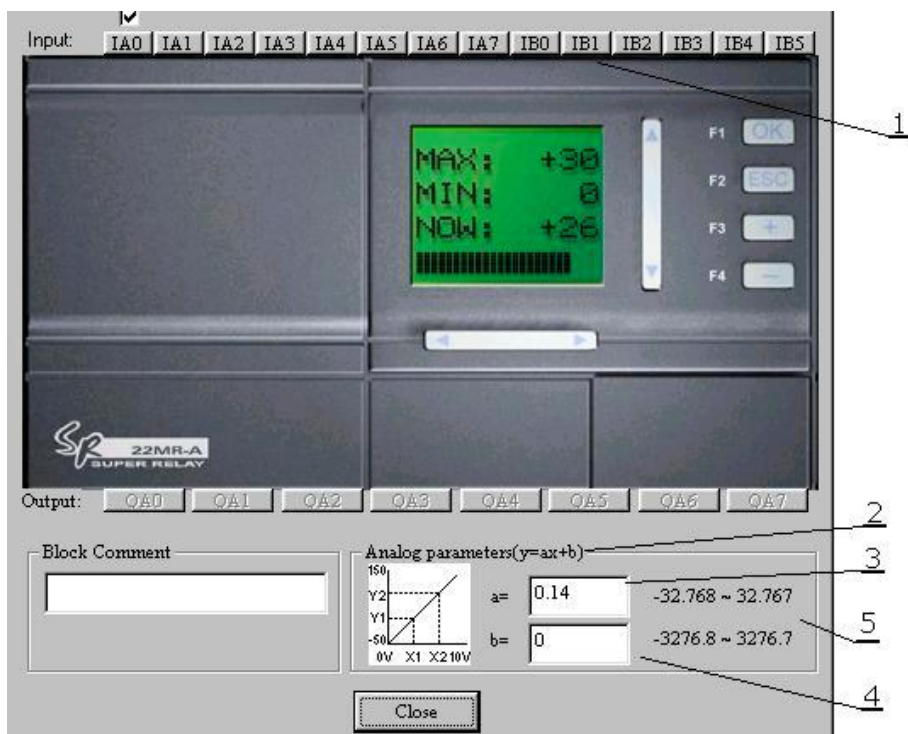 Input: IA0 IA1 IA2 IA3 IA4 IA5 IA6 IA7 IB0 IB1 IB2 IB3 IB4 IB5
1
MAX: +30
MIN: 0
NOW: +26
F1 OK
F2 ESC
F3 +
F4 −
SR 22MR-A
SUPER RELAY
Output: QA0 QA1 QA2 QA3 QA4 QA5 QA6 QA7
2
Block Comment
Analog parameters(y=ax+b)
3
150
Y2
Y1
-50
0V X1 X2 10V
a= 0.14 -32.768 ~ 32.767
5
b= 0 -3276.8 ~ 3276.7
4
Close